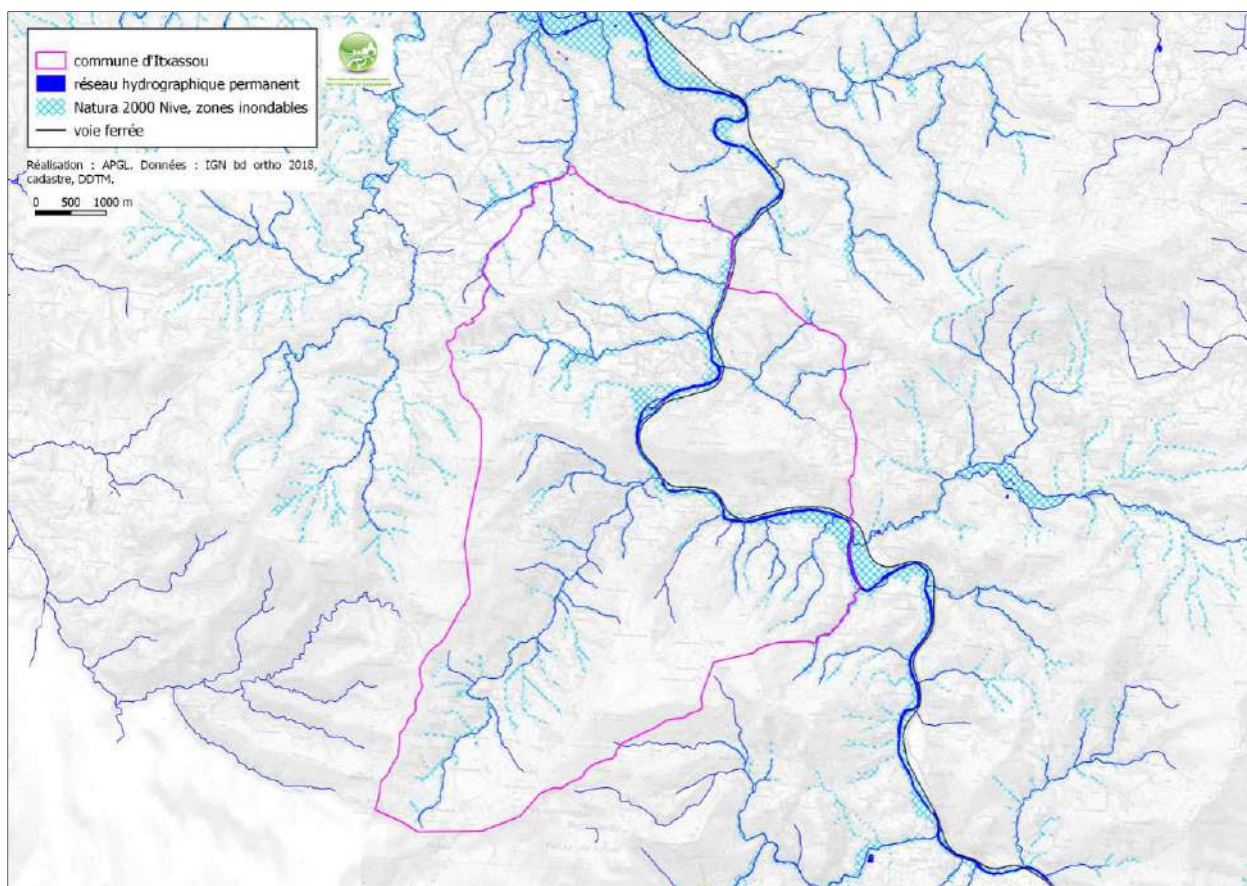 commune d'Itxassou
réseau hydrographique permanent
Natura 2000 Nive, zones inondables
voie ferrée
Réalisation : APGL. Données : IGN bd ortho 2018,
cadastre, DDTM.
0 500 1000 m